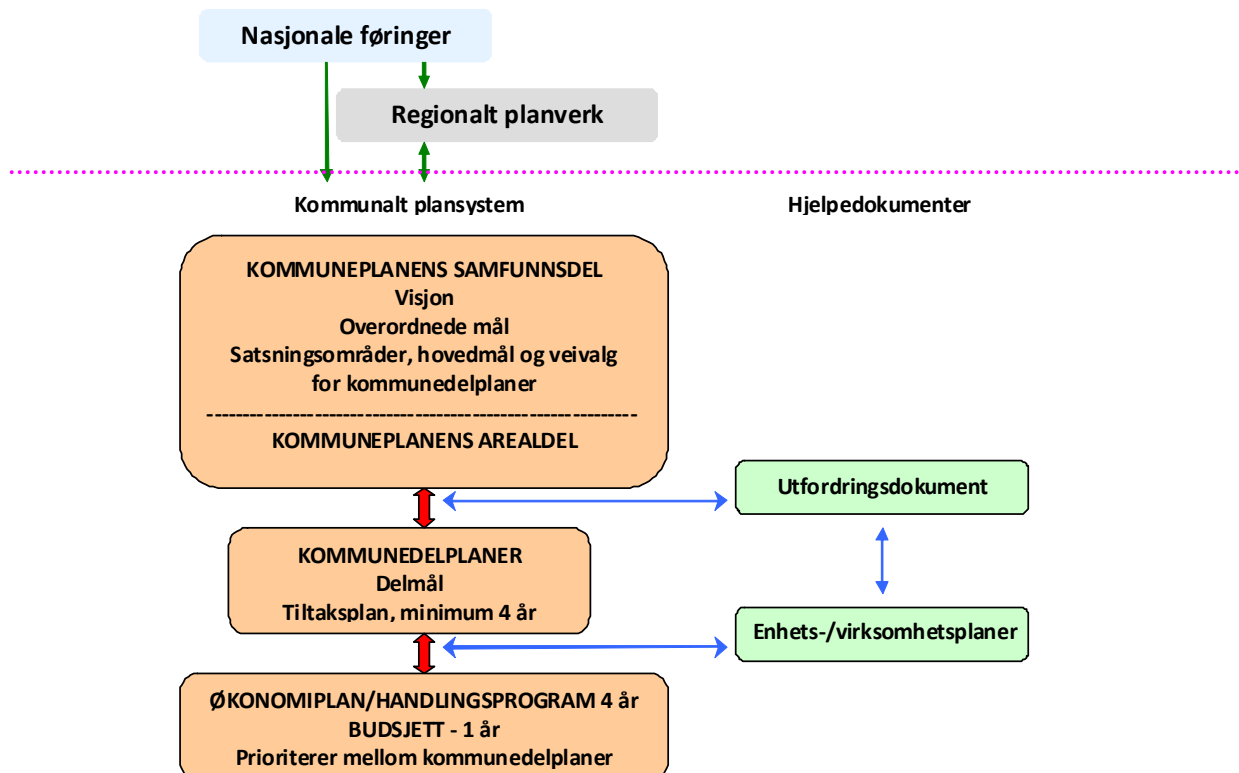 Nasjonale føringer
Regionalt planverk
Kommunalt plansystem
Hjelpedokumenter
KOMMUNEPLANENS SAMFUNNSDEL
Visjon
Overordnede mål
Satsningsområder, hovedmål og veivalg
for kommunedelplaner
KOMMUNEPLANENS AREALDEL
Utfordringsdokument
KOMMUNEDELPLANER
Delmål
Tiltaksplan, minimum 4 år
Enhets-/virksomhetsplaner
ØKONOMIPLAN/HANDLINGSPROGRAM 4 år
BUDSJETT - 1 år
Prioriterer mellom kommunedelplaner